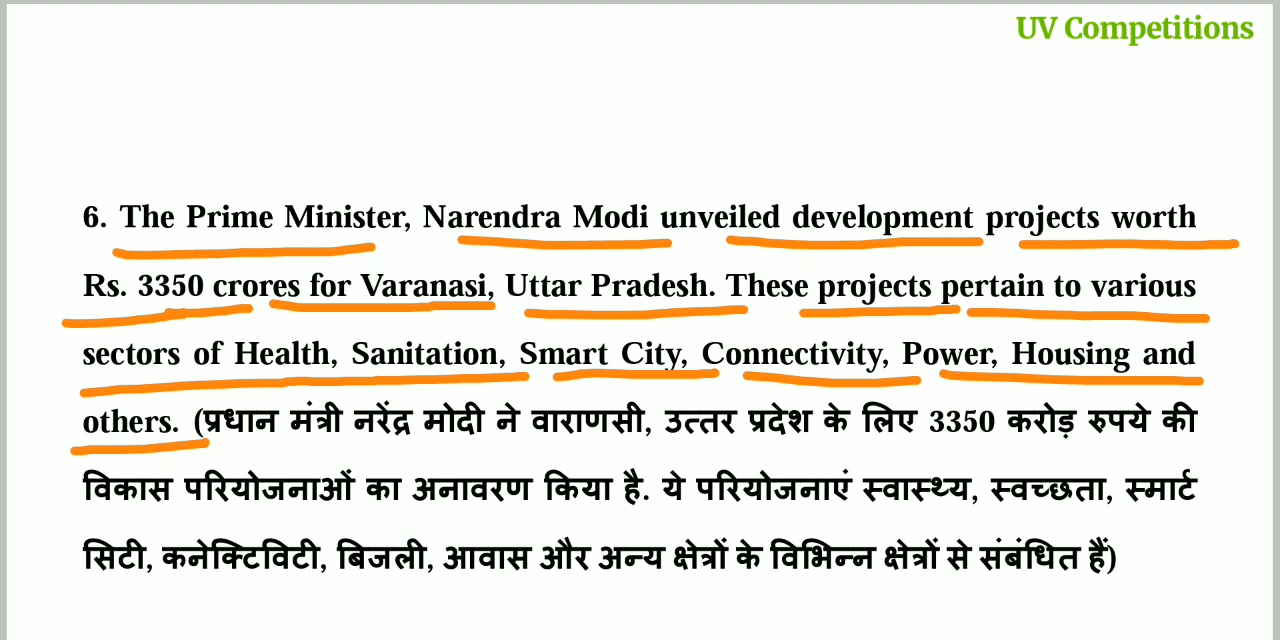 UV Competitions
6. The Prime Minister, Narendra Modi unveiled development projects worth
Rs. 3350 crores for Varanasi, Uttar Pradesh. These projects pertain to various
sectors of Health, Sanitation, Smart City, Connectivity, Power, Housing and
others. (प्रधान मंत्री नरेंद्र मोदी ने वाराणसी, उत्तर प्रदेश के लिए 3350 करोड़ रुपये की
विकास परियोजनाओं का अनावरण किया है. ये परियोजनाएं स्वास्थ्य, स्वच्छता, स्मार्ट
सिटी, कनेक्टिविटी, बिजली, आवास और अन्य क्षेत्रों के विभिन्न क्षेत्रों से संबंधित हैं)